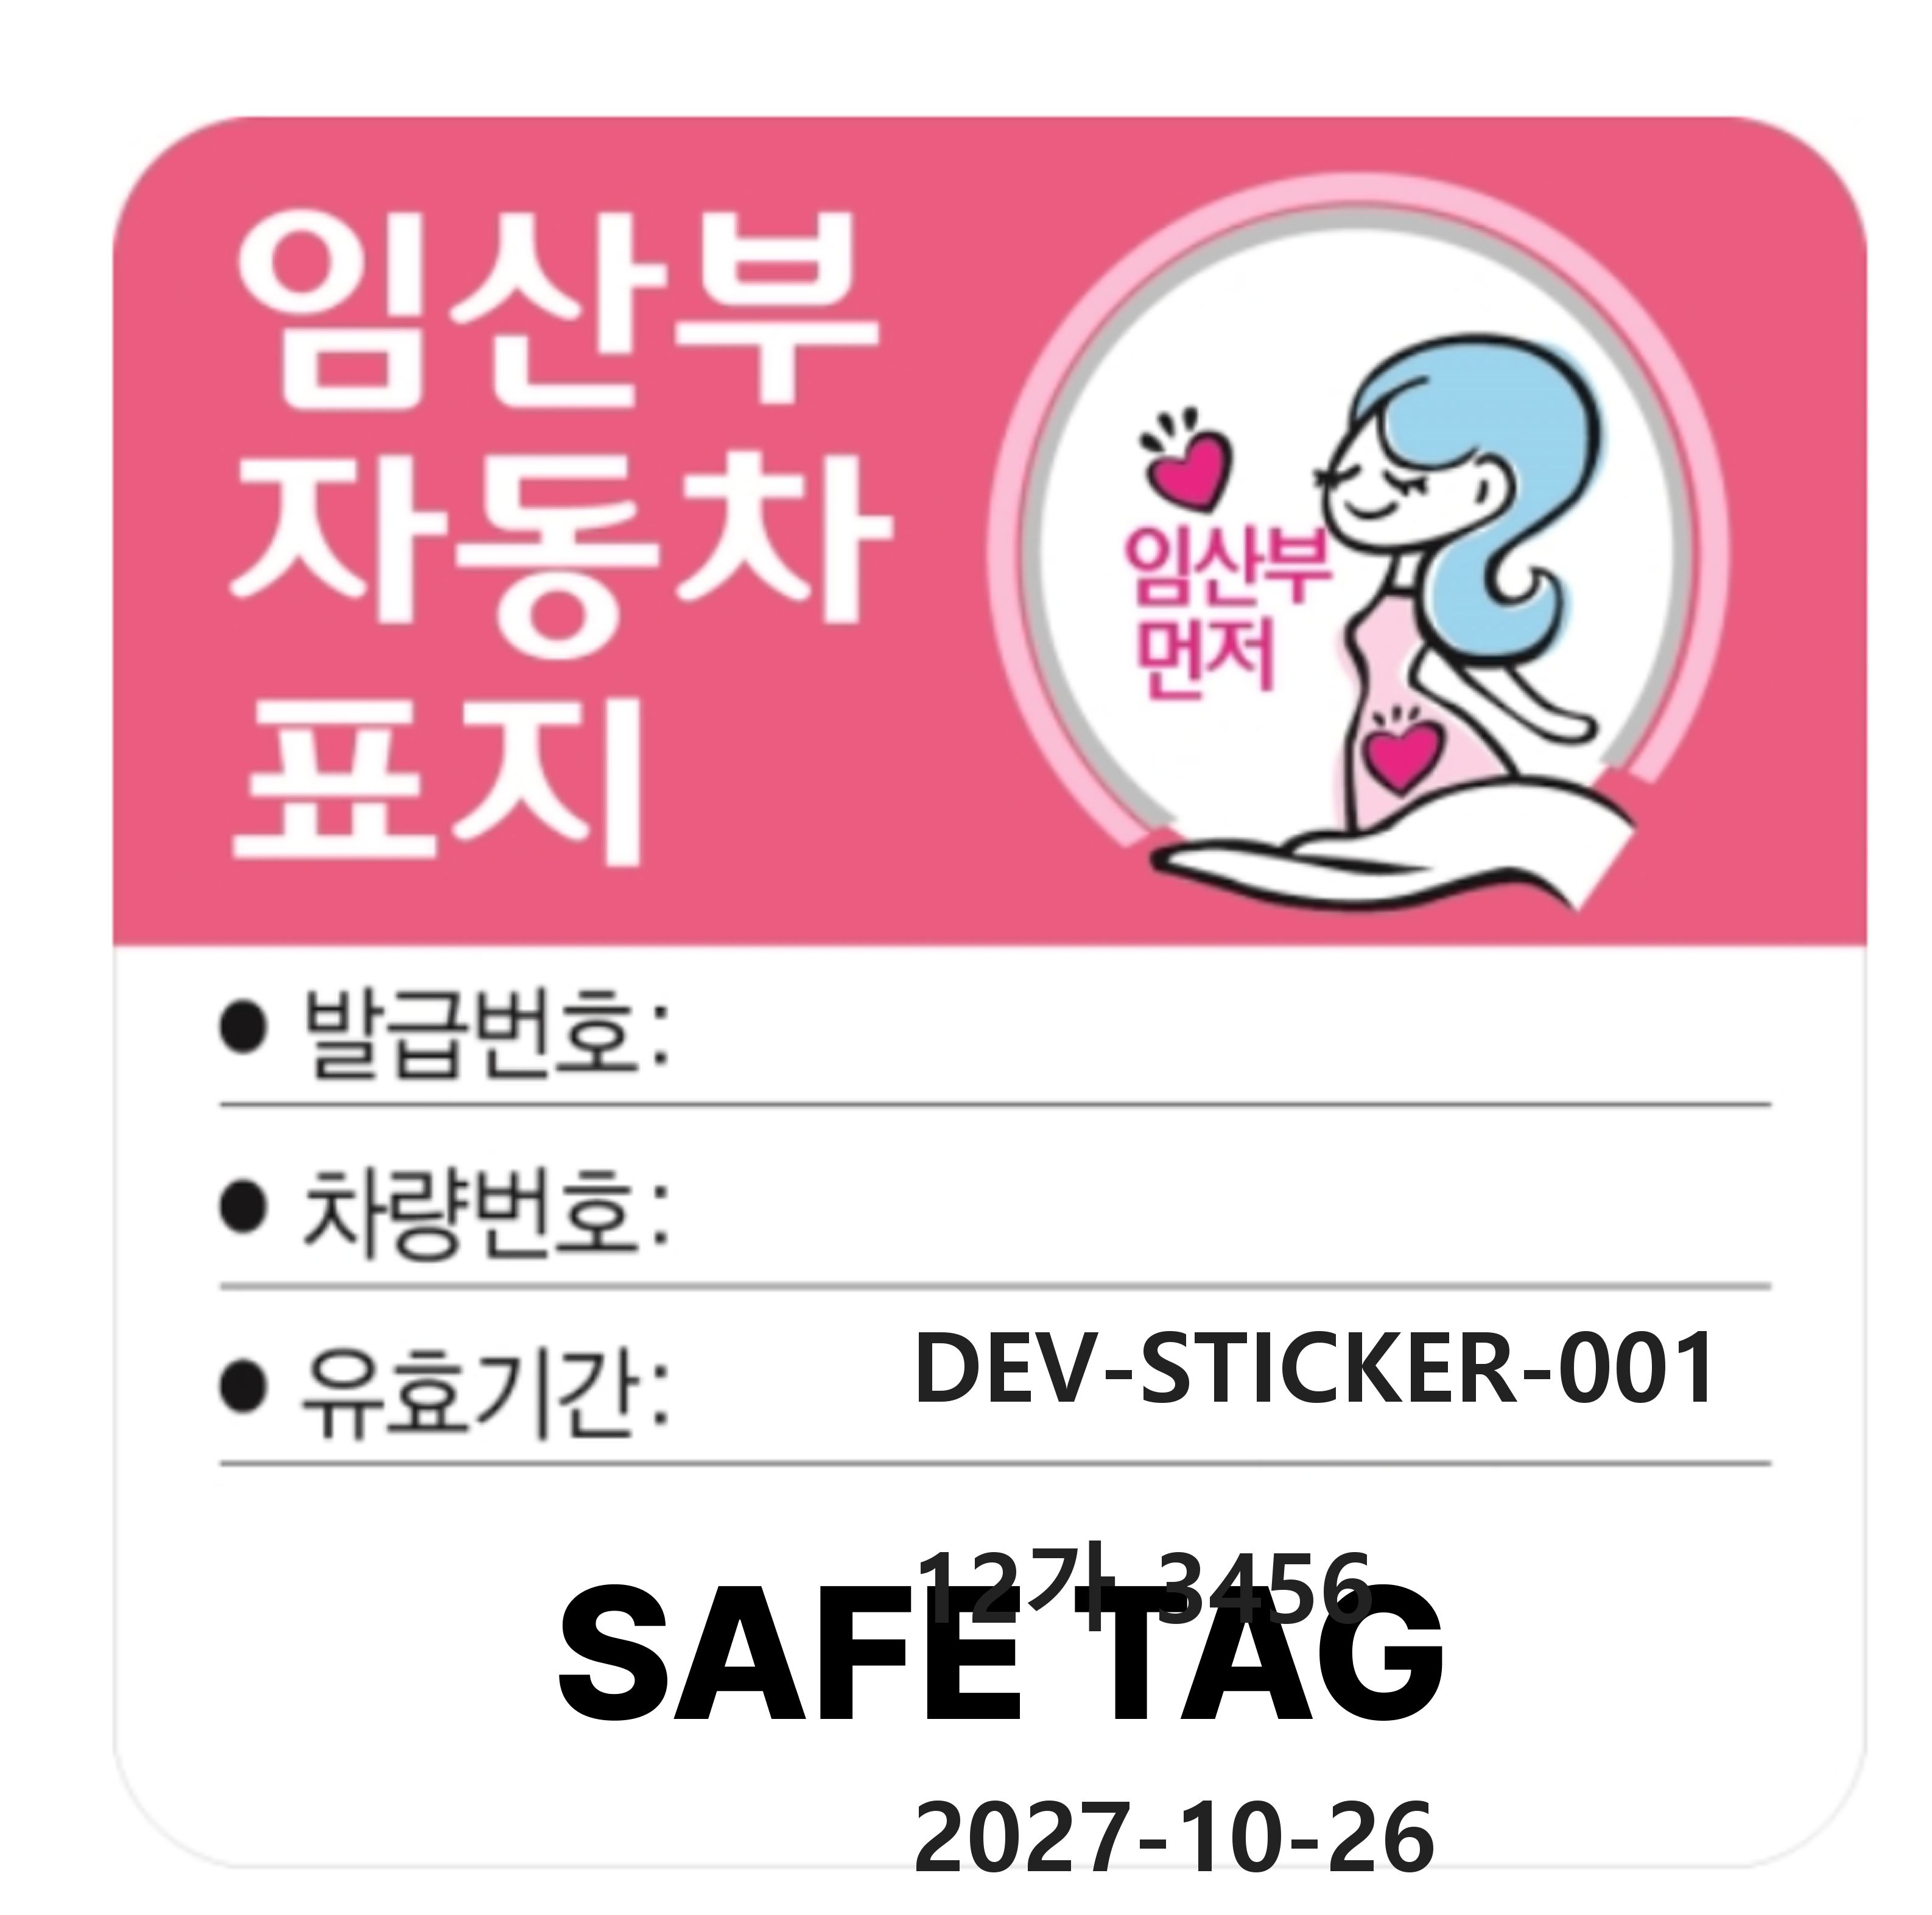 임산부
자동차
표지
임산부
먼저
발급번호:
차량번호:
유효기간:
DEV-STICKER-001
12가 3456
SAFE TAG
2027-10-26